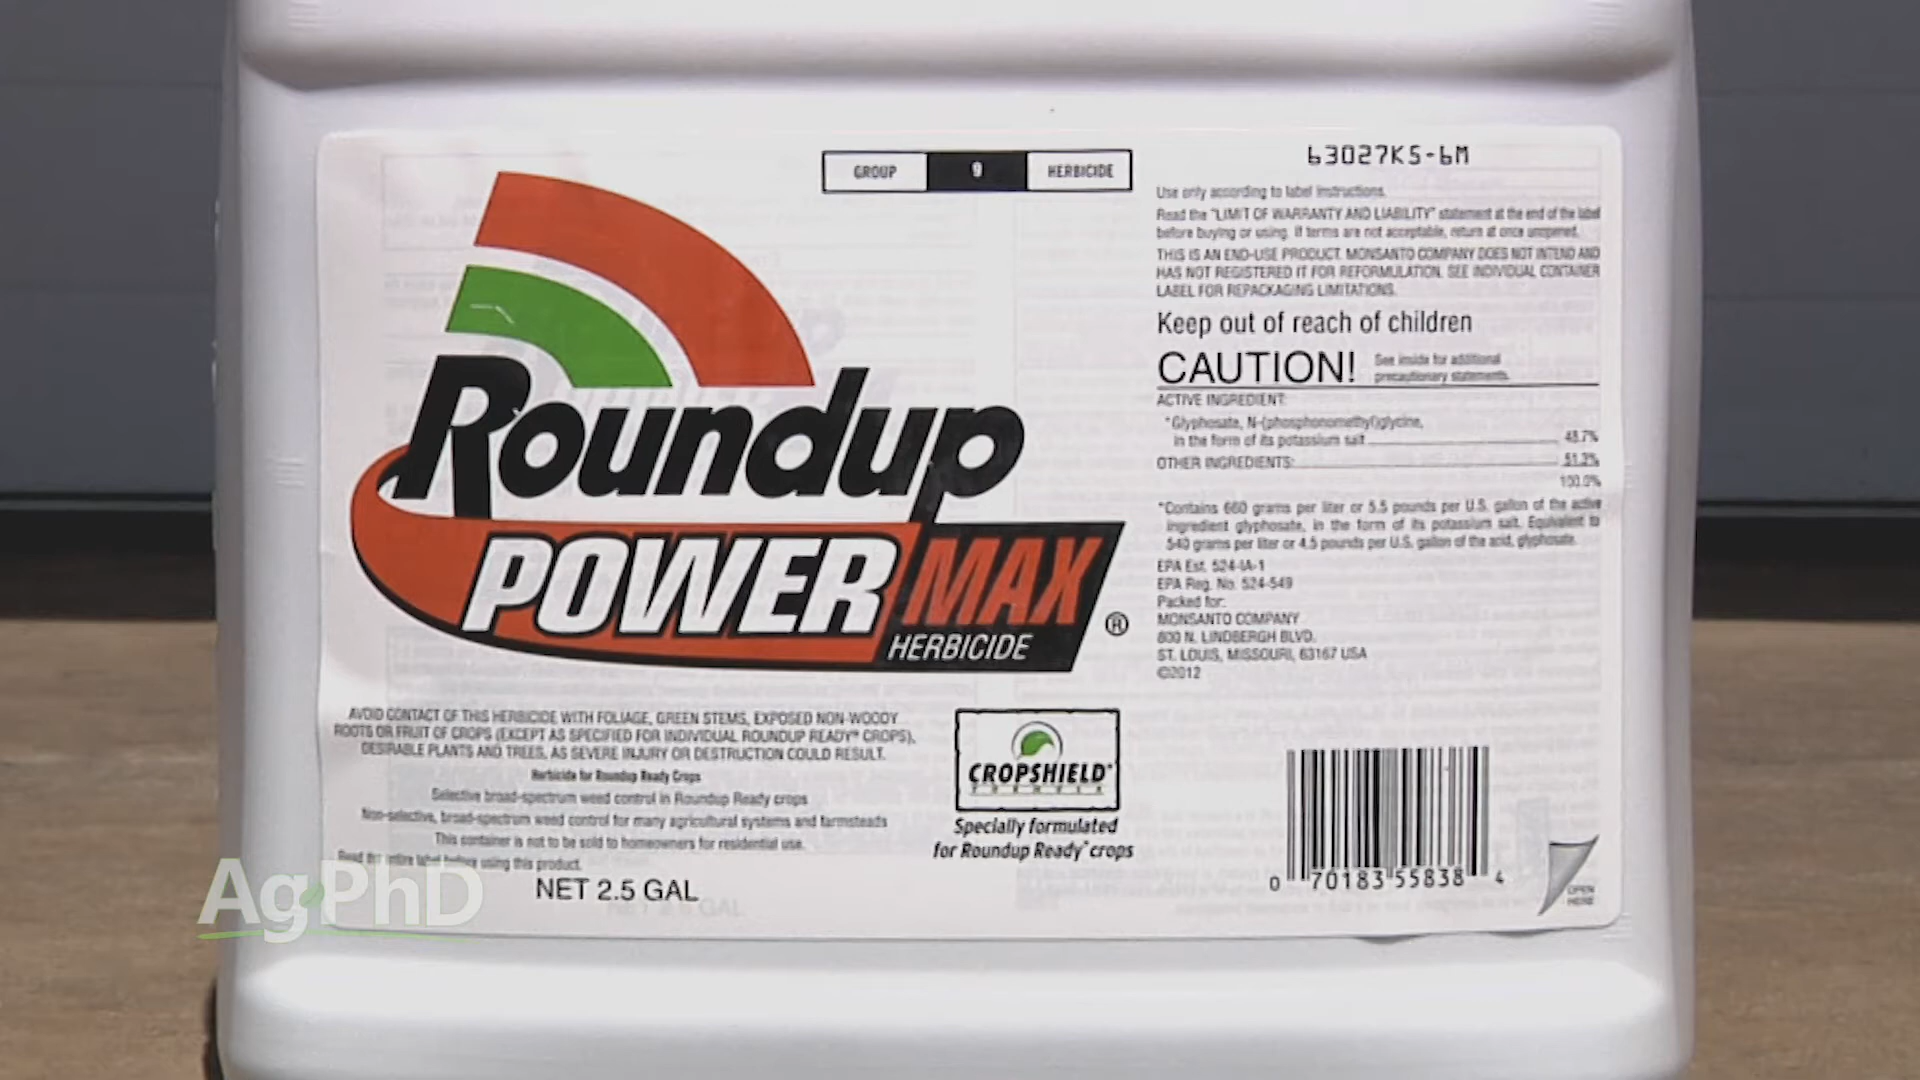 GROUP 9 HERBICIDE
Roundup
POWERMAX®
HERBICIDE
AVOID CONTACT OF THIS HERBICIDE WITH FOLIAGE, GREEN STEMS, EXPOSED NON-WOODY
ROOTS OR FRUIT OF CROPS (EXCEPT AS SPECIFIED FOR INDIVIDUAL ROUNDUP READY® CROPS),
DESIRABLE PLANTS AND TREES, AS SEVERE INJURY OR DESTRUCTION COULD RESULT.
Herbicide for Roundup Ready Crops
Selective broad-spectrum weed control in Roundup Ready crops
Non-selective, broad-spectrum weed control for many agricultural systems and farmsteads
This container is not to be sold to homeowners for residential use.
Read the entire label before using this product.
NET 2.5 GAL
CROPSHIELD®
FORMULA
Specially formulated
for Roundup Ready® crops
63027K5-6M
Use only according to label instructions.
Read the "LIMIT OF WARRANTY AND LIABILITY" statement at the end of the label
before buying or using. If terms are not acceptable, return at once unopened.
THIS IS AN END-USE PRODUCT. MONSANTO COMPANY DOES NOT INTEND AND
HAS NOT REGISTERED IT FOR REFORMULATION. SEE INDIVIDUAL CONTAINER
LABEL FOR REPACKAGING LIMITATIONS.
Keep out of reach of children
CAUTION! See inside for additional
precautionary statements.
ACTIVE INGREDIENT:
*Glyphosate, N-(phosphonomethyl)glycine,
in the form of its potassium salt 48.7%
OTHER INGREDIENTS: 51.3%
100.0%
*Contains 660 grams per liter or 5.5 pounds per U.S. gallon of the active
ingredient glyphosate, in the form of its potassium salt. Equivalent to
540 grams per liter or 4.5 pounds per U.S. gallon of the acid, glyphosate.
EPA Est. 524-IA-1
EPA Reg. No. 524-549
Packed for:
MONSANTO COMPANY
800 N. LINDBERGH BLVD.
ST. LOUIS, MISSOURI, 63167 USA
©2012
0 70183 55838 4
OPEN
HERE
AgPhD